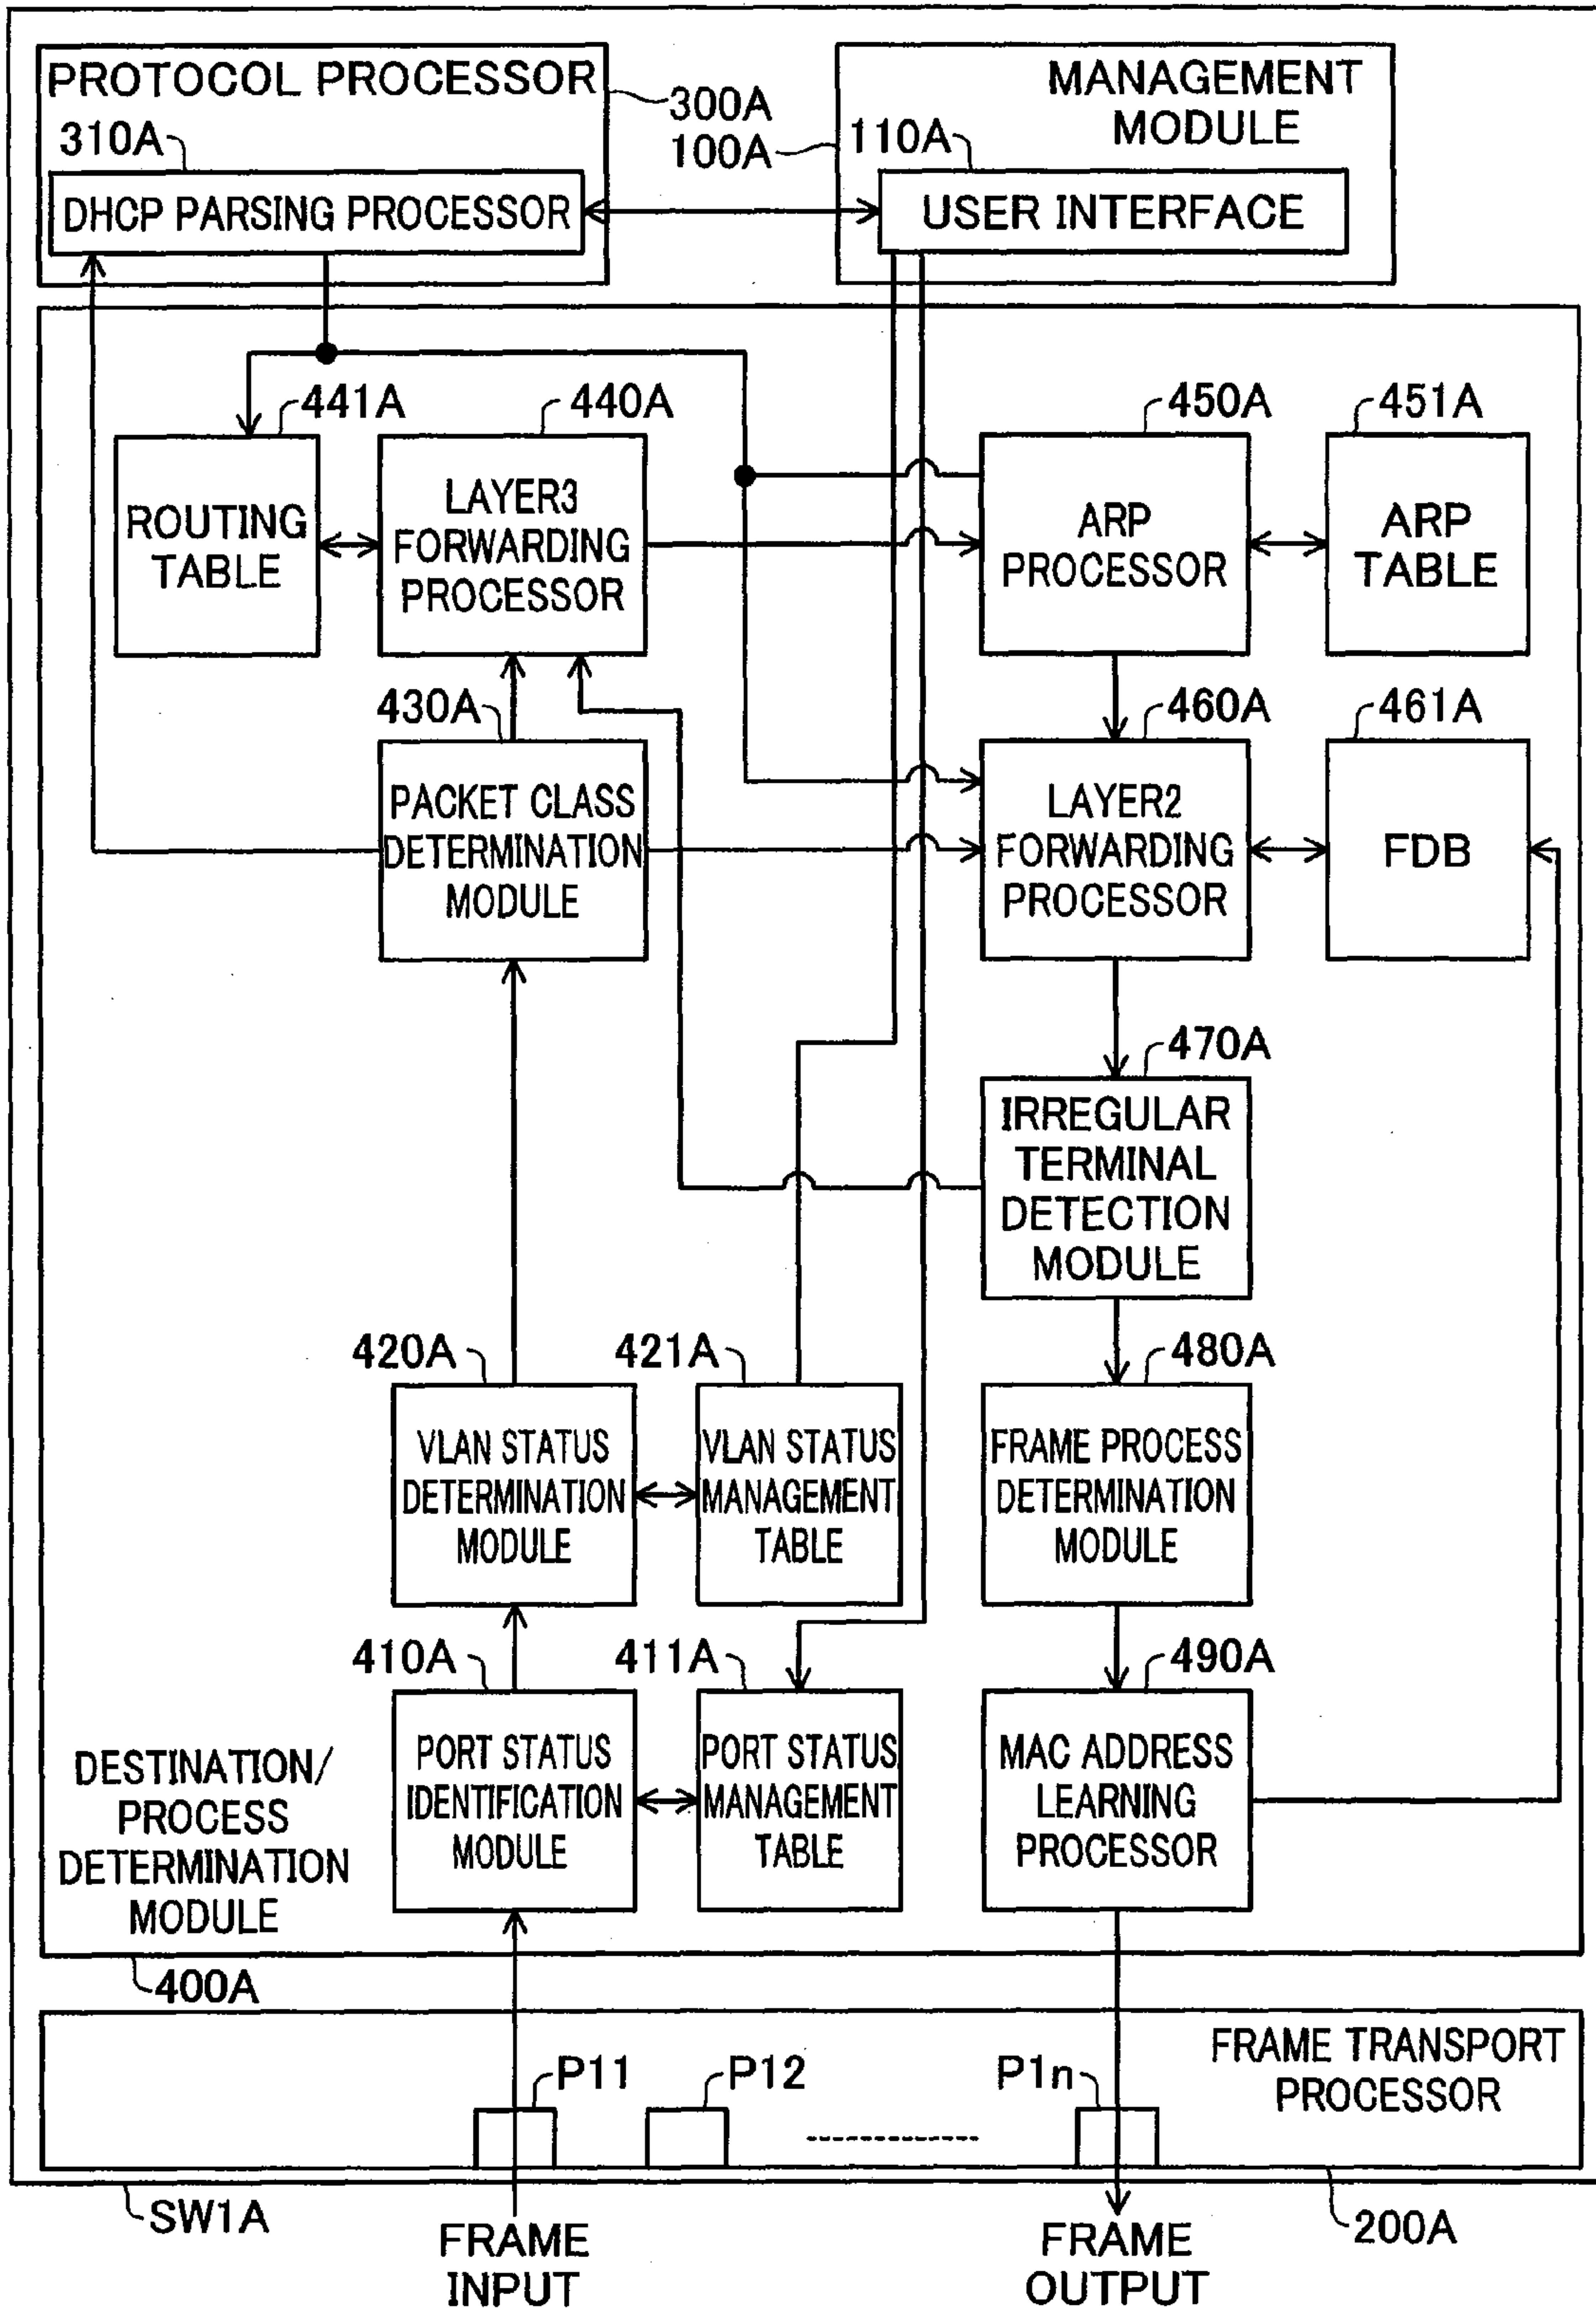 PROTOCOL PROCESSOR
300A
310A
DHCP PARSING PROCESSOR
MANAGEMENT
MODULE
100A
110A
USER INTERFACE
441A
ROUTING
TABLE
440A
LAYER3
FORWARDING
PROCESSOR
450A
ARP
PROCESSOR
451A
ARP
TABLE
430A
PACKET CLASS
DETERMINATION
MODULE
460A
LAYER2
FORWARDING
PROCESSOR
461A
FDB
470A
IRREGULAR
TERMINAL
DETECTION
MODULE
420A
VLAN STATUS
DETERMINATION
MODULE
421A
VLAN STATUS
MANAGEMENT
TABLE
480A
FRAME PROCESS
DETERMINATION
MODULE
410A
PORT STATUS
IDENTIFICATION
MODULE
411A
PORT STATUS
MANAGEMENT
TABLE
490A
MAC ADDRESS
LEARNING
PROCESSOR
DESTINATION/
PROCESS
DETERMINATION
MODULE
400A
FRAME TRANSPORT
PROCESSOR
P11
P12
P1n
SW1A
200A
FRAME
INPUT
FRAME
OUTPUT